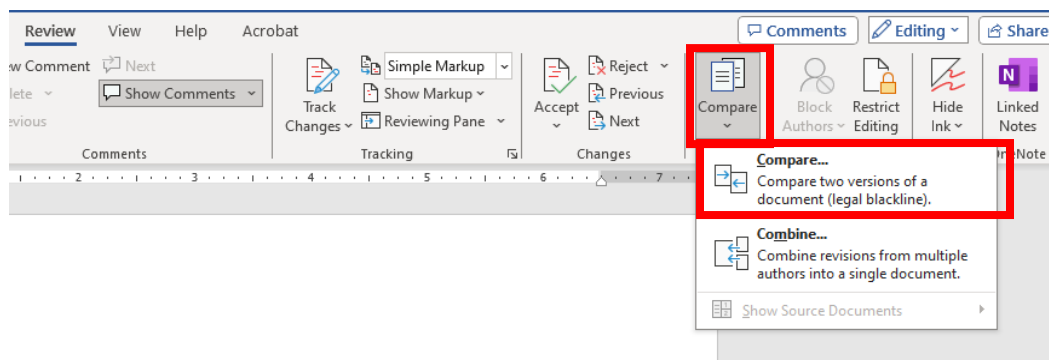 Review View Help Acrobat Comments Editing Share
w Comment Next Simple Markup Reject
lete Show Comments Show Markup Previous
evious Track Changes Reviewing Pane Accept Next Compare Block Authors Restrict Editing Hide Ink Linked Notes
Comments Tracking Changes neNote
1 2 3 4 5 6 7
Compare...
Compare two versions of a
document (legal blackline).
Combine...
Combine revisions from multiple
authors into a single document.
Show Source Documents